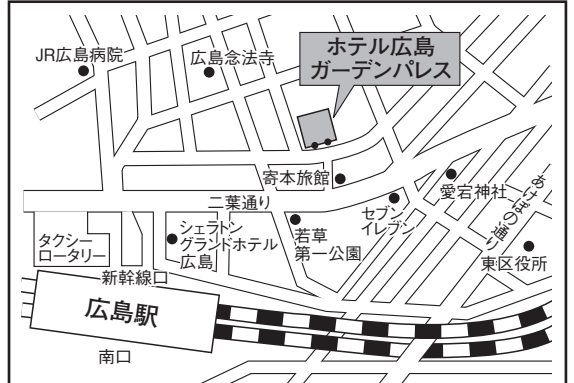 ホテル広島
ガーデンパレス
JR広島病院
広島念法寺
寄本旅館
愛宕神社
あけぼの通り
二葉通り
セブン
イレブン
シェラトン
グランドホテル
広島
若草
第一公園
タクシー
ロータリー
東区役所
新幹線口
広島駅
南口